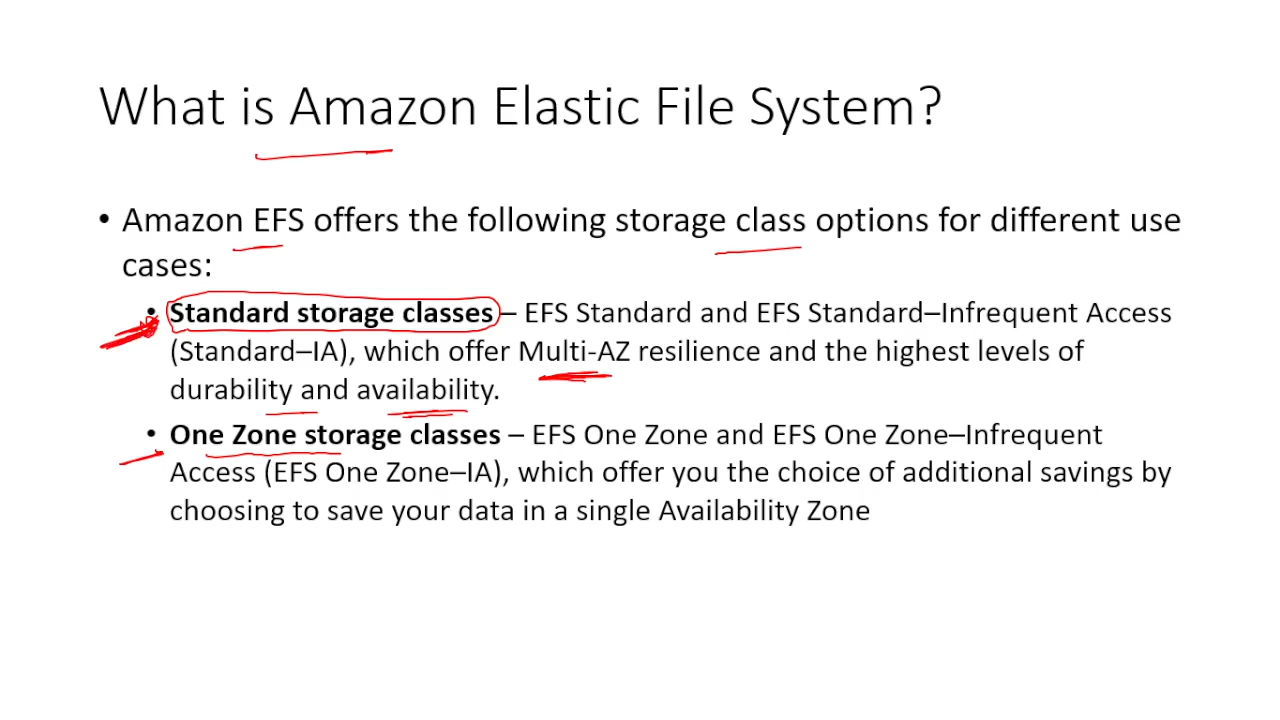 What is Amazon Elastic File System?
• Amazon EFS offers the following storage class options for different use
cases:
• Standard storage classes – EFS Standard and EFS Standard–Infrequent Access
(Standard–IA), which offer Multi-AZ resilience and the highest levels of
durability and availability.
• One Zone storage classes – EFS One Zone and EFS One Zone–Infrequent
Access (EFS One Zone–IA), which offer you the choice of additional savings by
choosing to save your data in a single Availability Zone